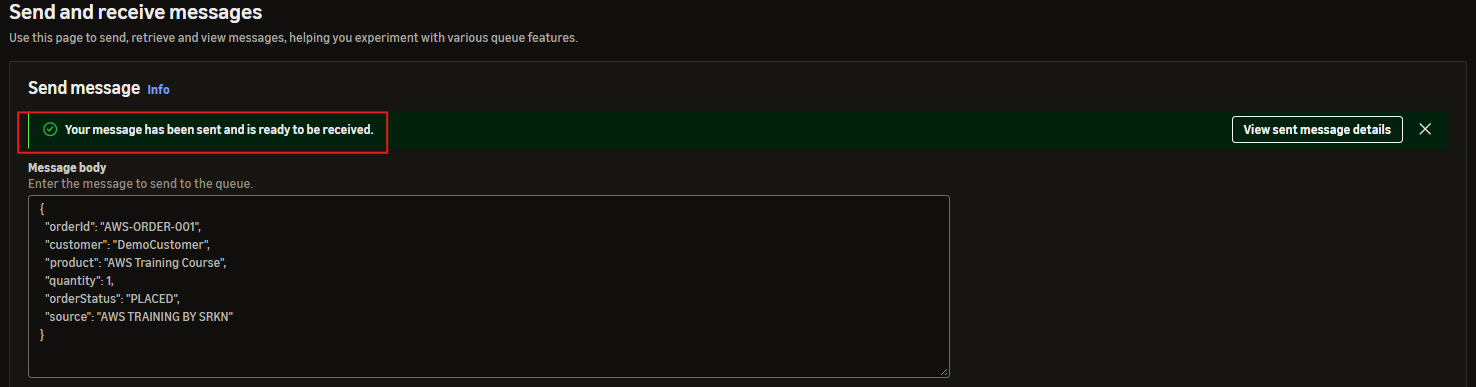 Send and receive messages
Use this page to send, retrieve and view messages, helping you experiment with various queue features.
Send message Info
Your message has been sent and is ready to be received.
View sent message details
Message body
Enter the message to send to the queue.
{
"orderId": "AWS-ORDER-001",
"customer": "DemoCustomer",
"product": "AWS Training Course",
"quantity": 1,
"orderStatus": "PLACED",
"source": "AWS TRAINING BY SRKN"
}